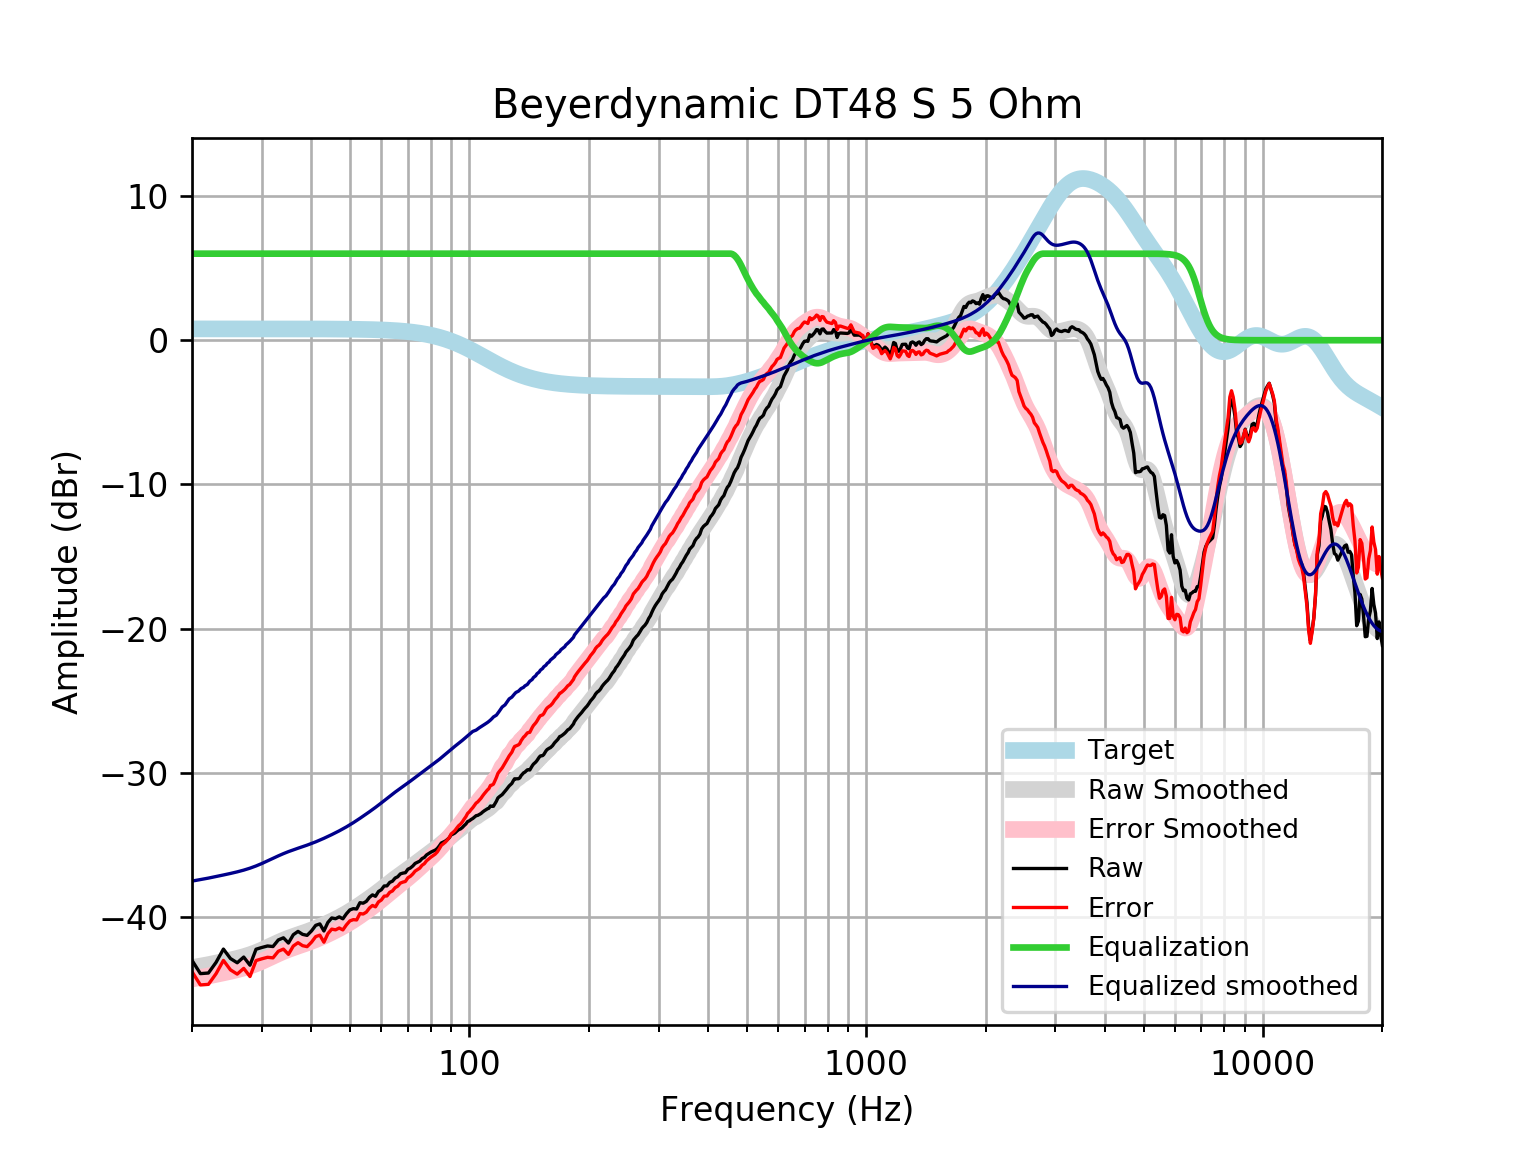 Beyerdynamic DT48 S 5 Ohm
Amplitude (dBr)
10
0
−10
−20
−30
−40
Target
Raw Smoothed
Error Smoothed
Raw
Error
Equalization
Equalized smoothed
100
1000
10000
Frequency (Hz)